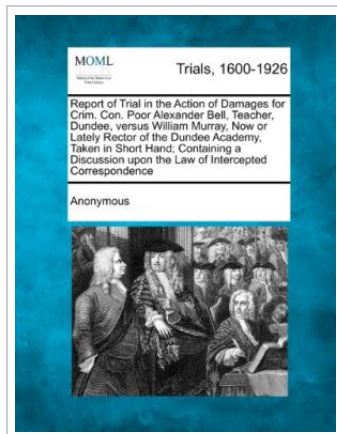 MOML
Trials, 1600-1926
Report of Trial in the Action of Damages for
Crim. Con. Poor Alexander Bell, Teacher,
Dundee, versus William Murray, Now or
Lately Rector of the Dundee Academy,
Taken in Short Hand; Containing a
Discussion upon the Law of Intercepted
Correspondence
Anonymous